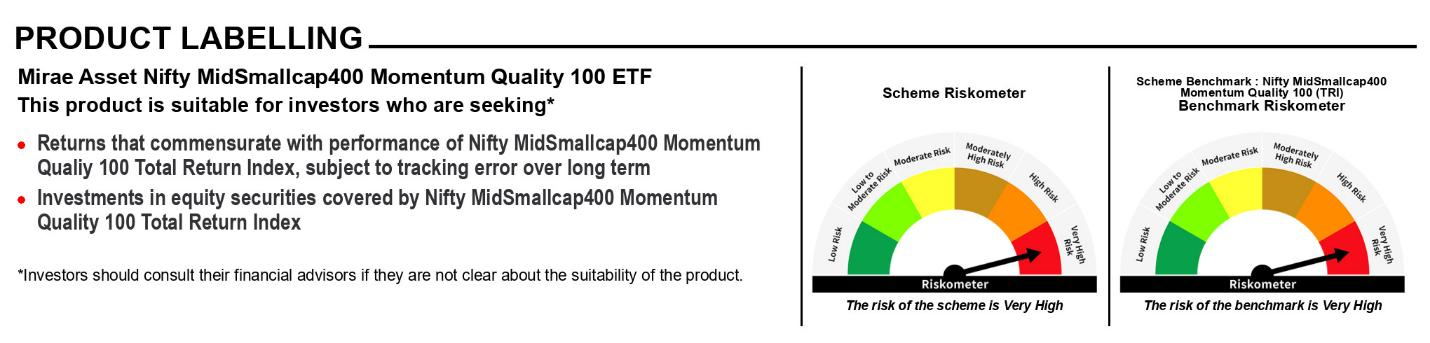 PRODUCT LABELLING
Mirae Asset Nifty MidSmallcap400 Momentum Quality 100 ETF
This product is suitable for investors who are seeking*
Returns that commensurate with performance of Nifty MidSmallcap400 Momentum
Qualiy 100 Total Return Index, subject to tracking error over long term
Investments in equity securities covered by Nifty MidSmallcap400 Momentum
Quality 100 Total Return Index
*Investors should consult their financial advisors if they are not clear about the suitability of the product.
Scheme Riskometer
Low Risk
Low to
Moderate Risk
Moderate Risk
Moderately
High Risk
High Risk
Very High
Risk
Riskometer
The risk of the scheme is Very High
Scheme Benchmark : Nifty MidSmallcap400
Momentum Quality 100 (TRI)
Benchmark Riskometer
Low Risk
Low to
Moderate Risk
Moderate Risk
Moderately
High Risk
High Risk
Very High
Risk
Riskometer
The risk of the benchmark is Very High